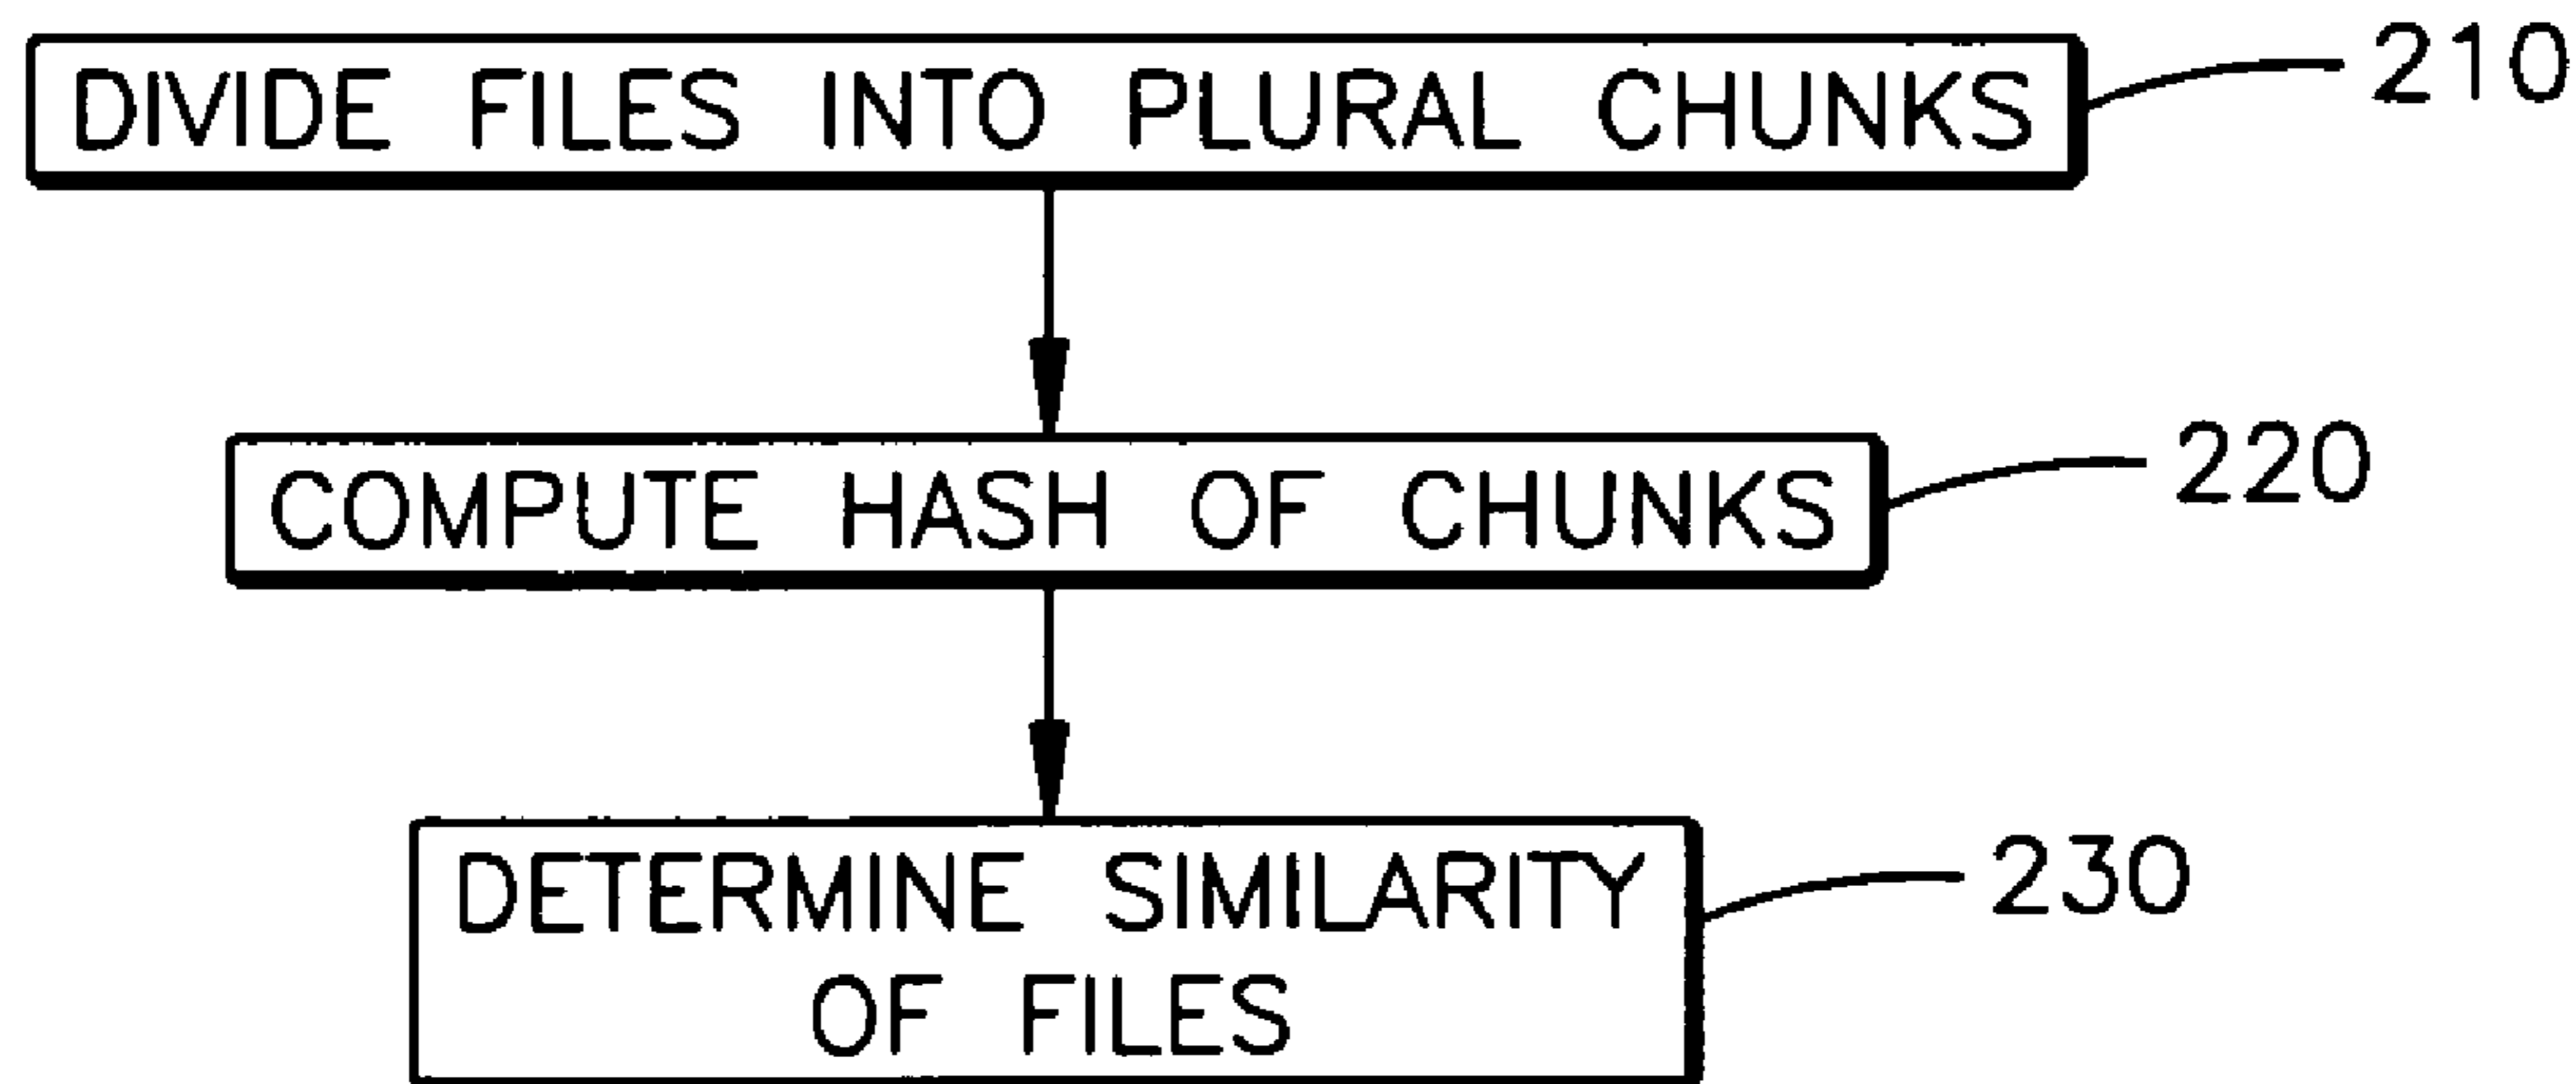 DIVIDE FILES INTO PLURAL CHUNKS 210
COMPUTE HASH OF CHUNKS 220
DETERMINE SIMILARITY 230
OF FILES